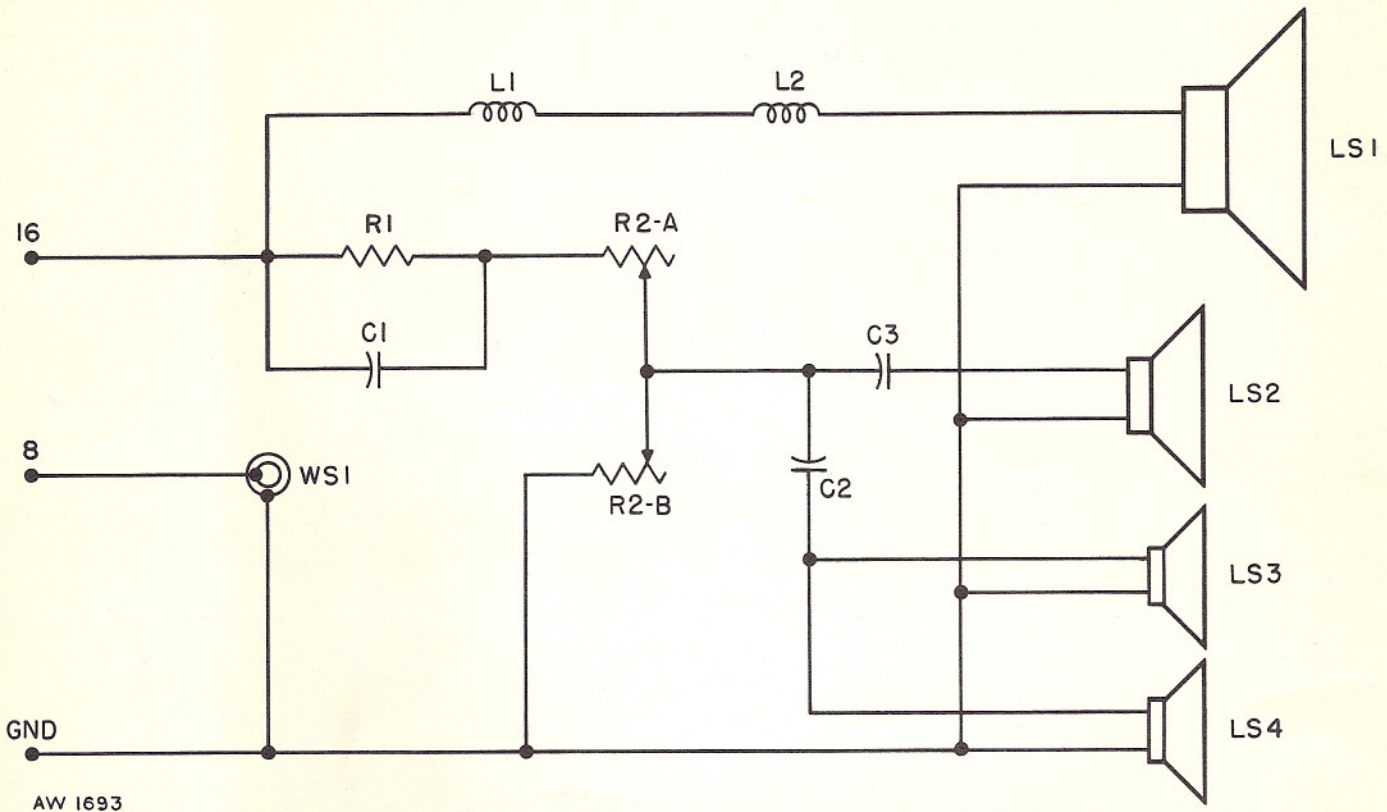 L1
L2
LS1
16
R1
R2-A
C1
C3
LS2
8
WS1
R2-B
C2
LS3
GND
LS4
AW 1693